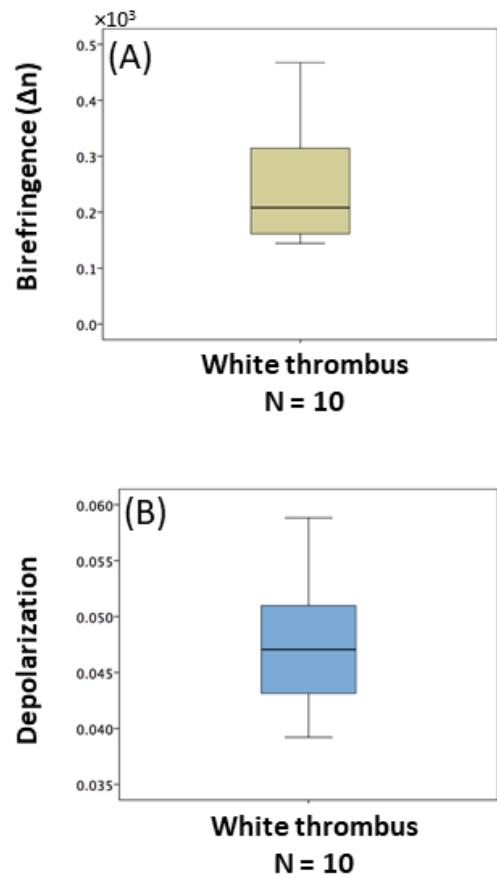 ×10³
(A)
Birefringence (Δn)
0.5
0.4
0.3
0.2
0.1
0.0
White thrombus
N = 10
(B)
Depolarization
0.060
0.055
0.050
0.045
0.040
0.035
White thrombus
N = 10